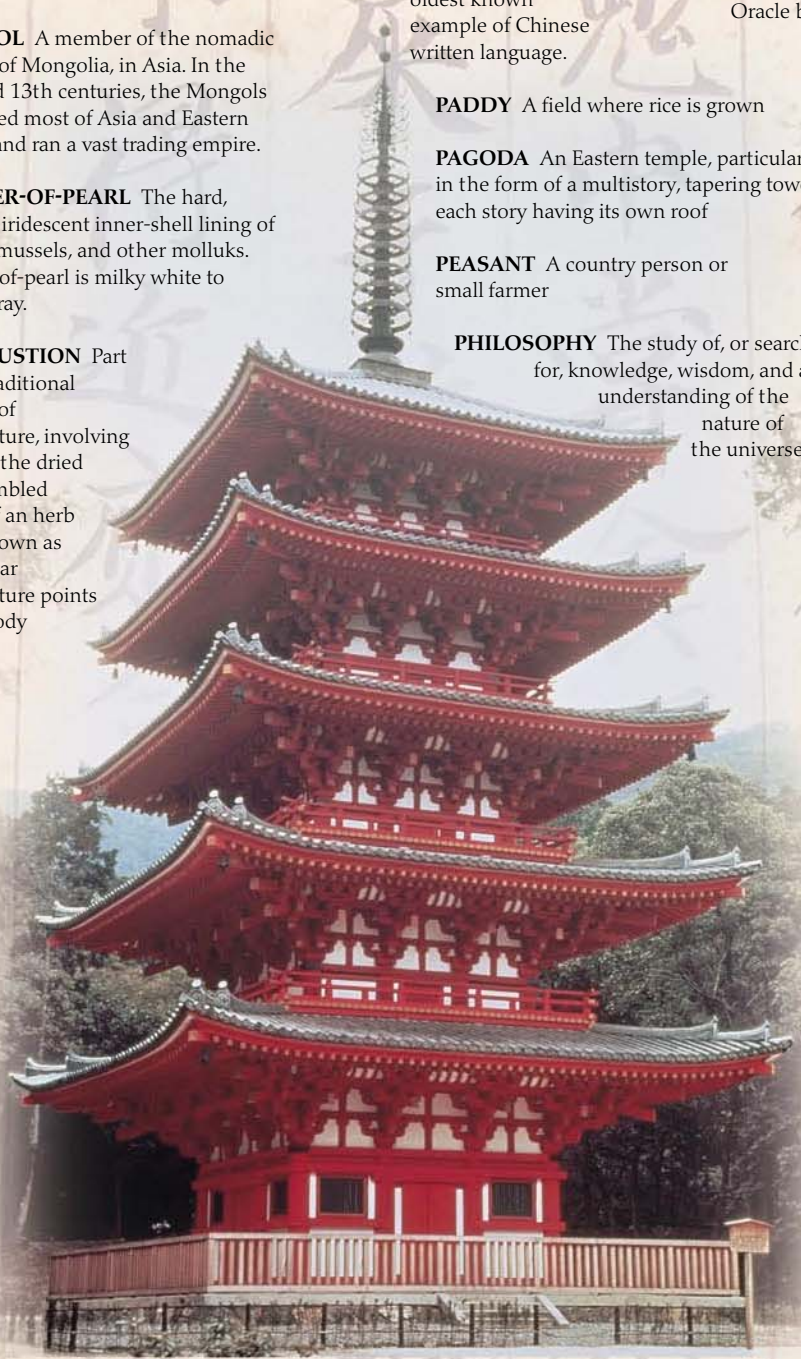 OL A member of the nomadic
of Mongolia, in Asia. In the
d 13th centuries, the Mongols
ed most of Asia and Eastern
and ran a vast trading empire.
ER-OF-PEARL The hard,
iridescent inner-shell lining of
mussels, and other molluks.
of-pearl is milky white to
ray.
USTION Part
raditional
of
ture, involving
the dried
mbled
f an herb
own as
ar
ture points
ody
oldest known
example of Chinese
written language.
Oracle b
PADDY A field where rice is grown
PAGODA An Eastern temple, particular
in the form of a multistory, tapering tow
each story having its own roof
PEASANT A country person or
small farmer
PHILOSOPHY The study of, or search
for, knowledge, wisdom, and a
understanding of the
nature of
the universe